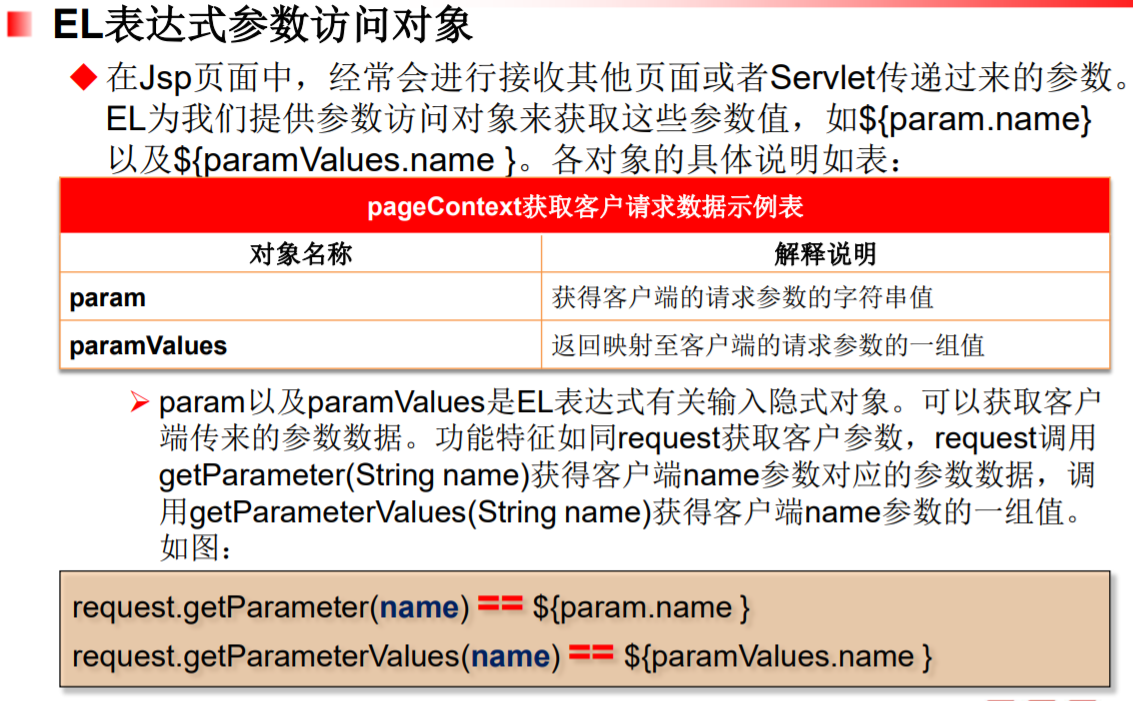 EL表达式参数访问对象
在Jsp页面中，经常会进行接收其他页面或者Servlet传递过来的参数。
EL为我们提供参数访问对象来获取这些参数值，如${param.name}
以及${paramValues.name }。各对象的具体说明如表：
pageContext获取客户请求数据示例表
对象名称 解释说明
param 获得客户端的请求参数的字符串值
paramValues 返回映射至客户端的请求参数的一组值
param以及paramValues是EL表达式有关输入隐式对象。可以获取客户
端传来的参数数据。功能特征如同request获取客户参数，request调用
getParameter(String name)获得客户端name参数对应的参数数据，调
用getParameterValues(String name)获得客户端name参数的一组值。
如图：
request.getParameter(name) == ${param.name }
request.getParameterValues(name) == ${paramValues.name }